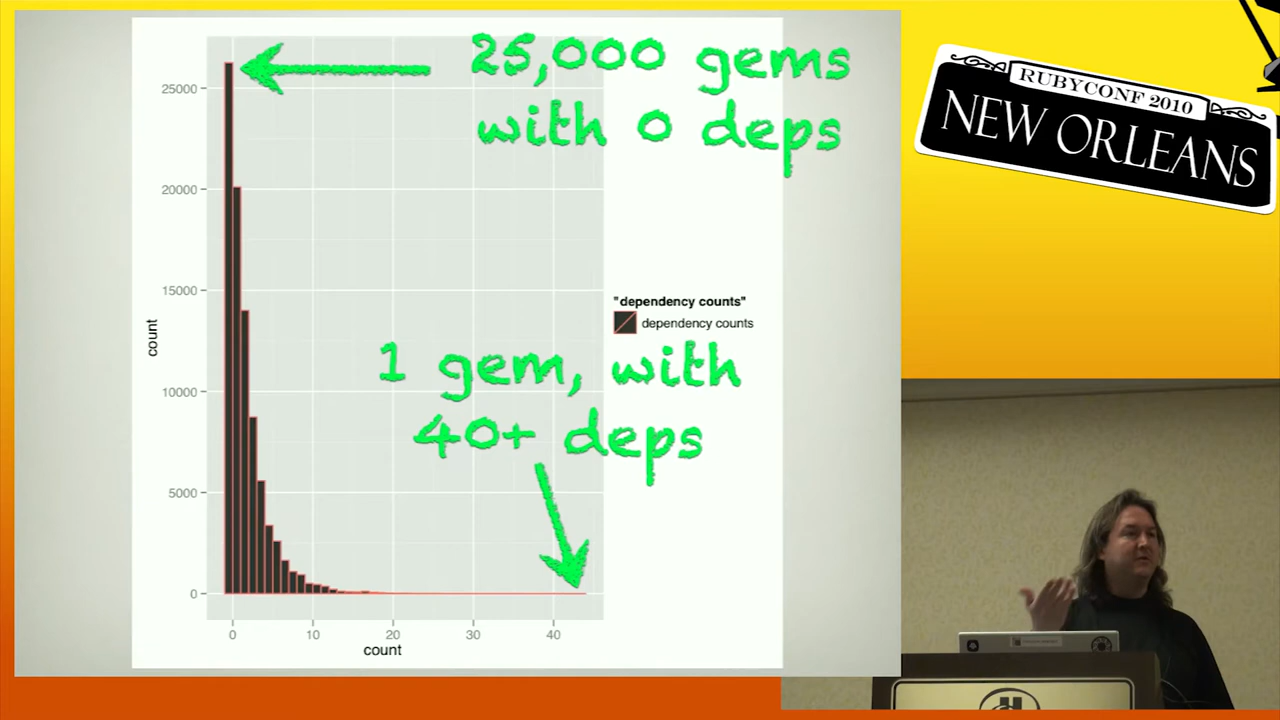 25,000 gems
with 0 deps
1 gem, with
40+ deps
25000
20000
15000
10000
5000
0
count
0 10 20 30 40
count
"dependency counts"
dependency counts
RUBYCONF 2010
NEW ORLEANS